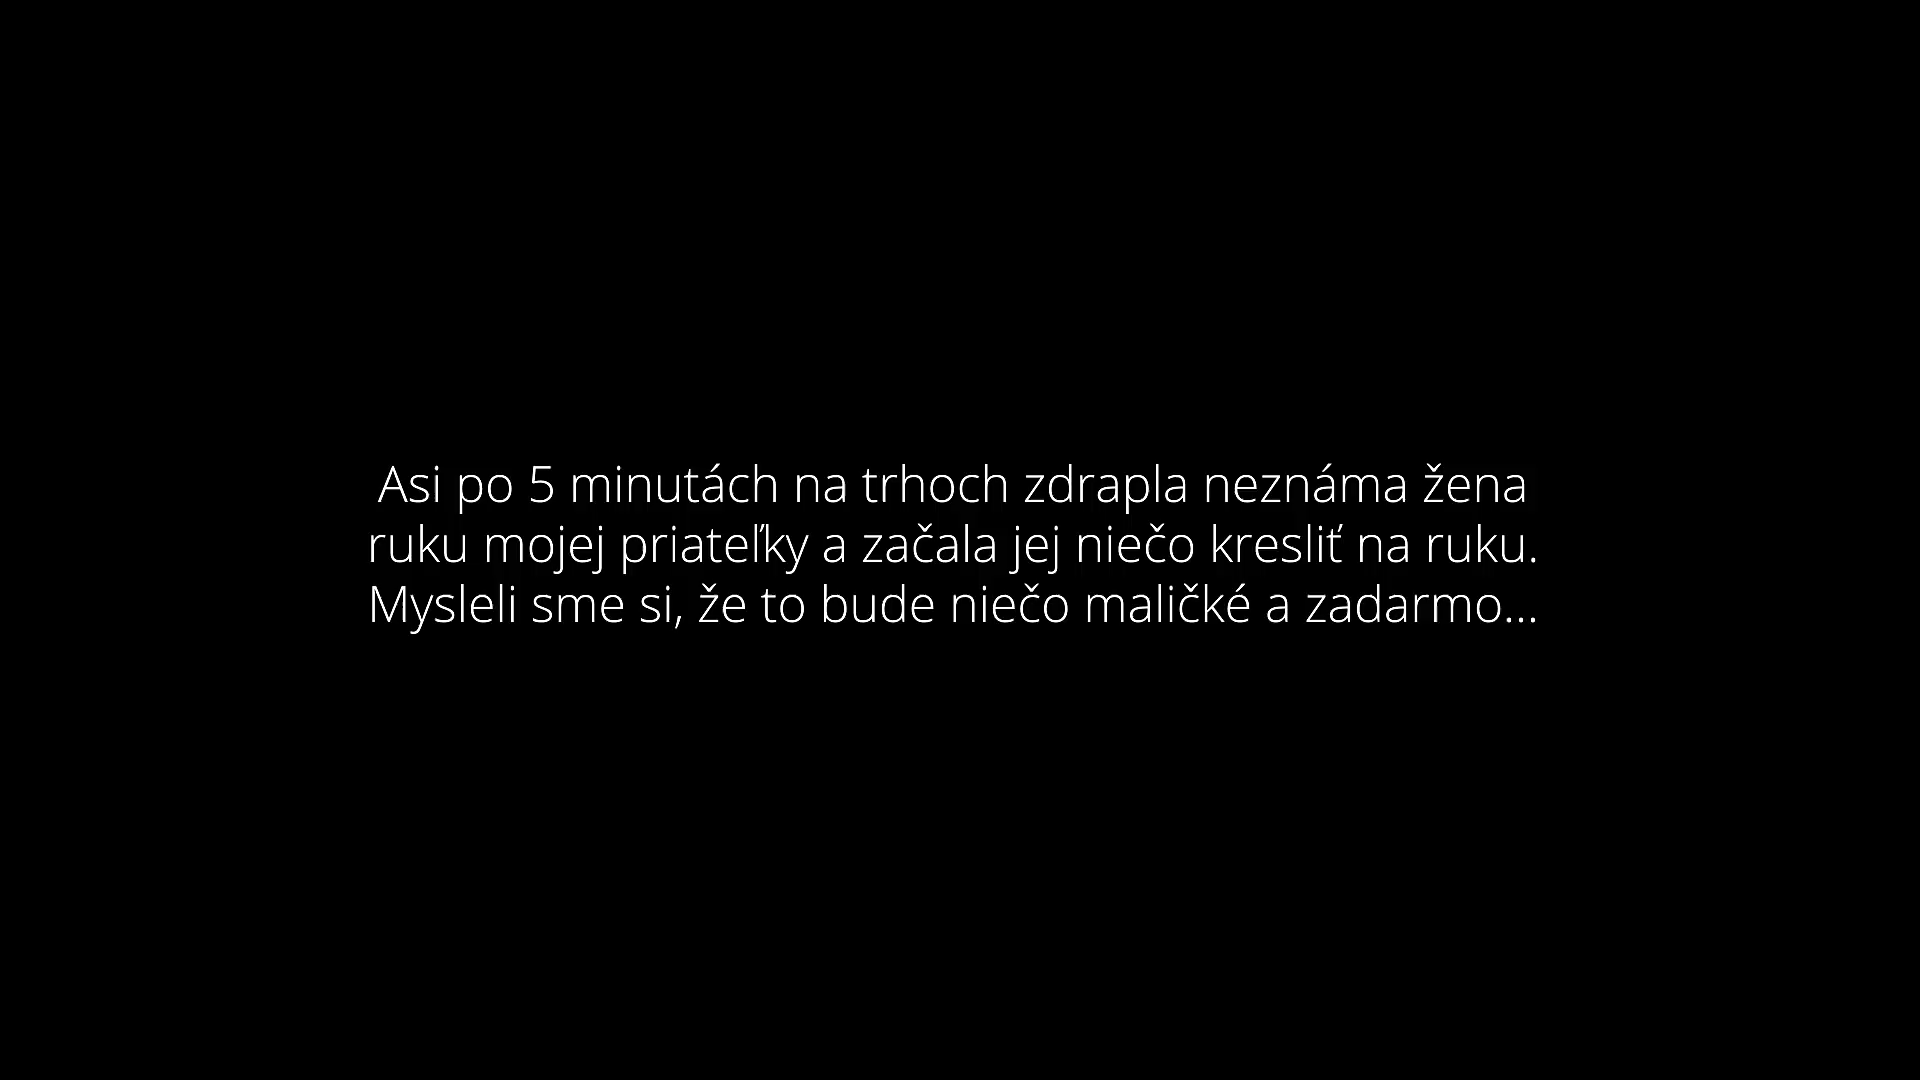 Asi po 5 minutách na trhoch zdrapla neznáma žena
ruku mojej priateľky a začala jej niečo kresliť na ruku.
Mysleli sme si, že to bude niečo maličké a zadarmo...